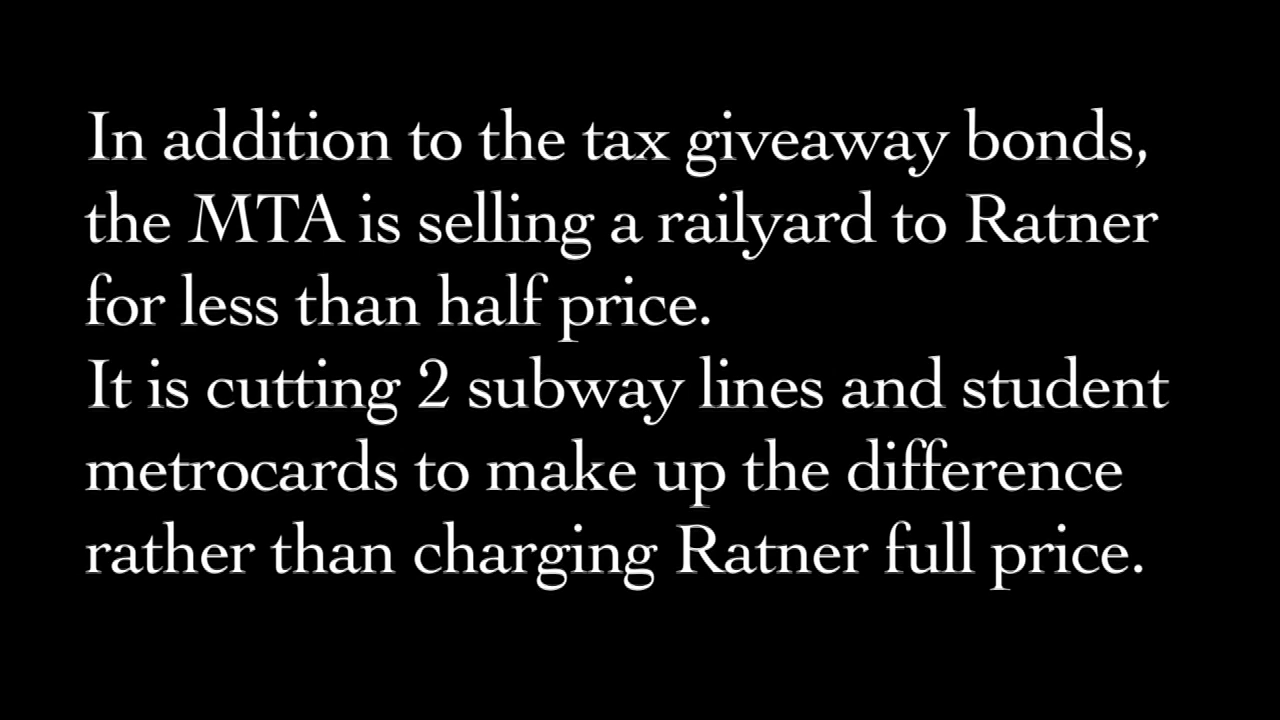 In addition to the tax giveaway bonds,
the MTA is selling a railyard to Ratner
for less than half price.
It is cutting 2 subway lines and student
metrocards to make up the difference
rather than charging Ratner full price.